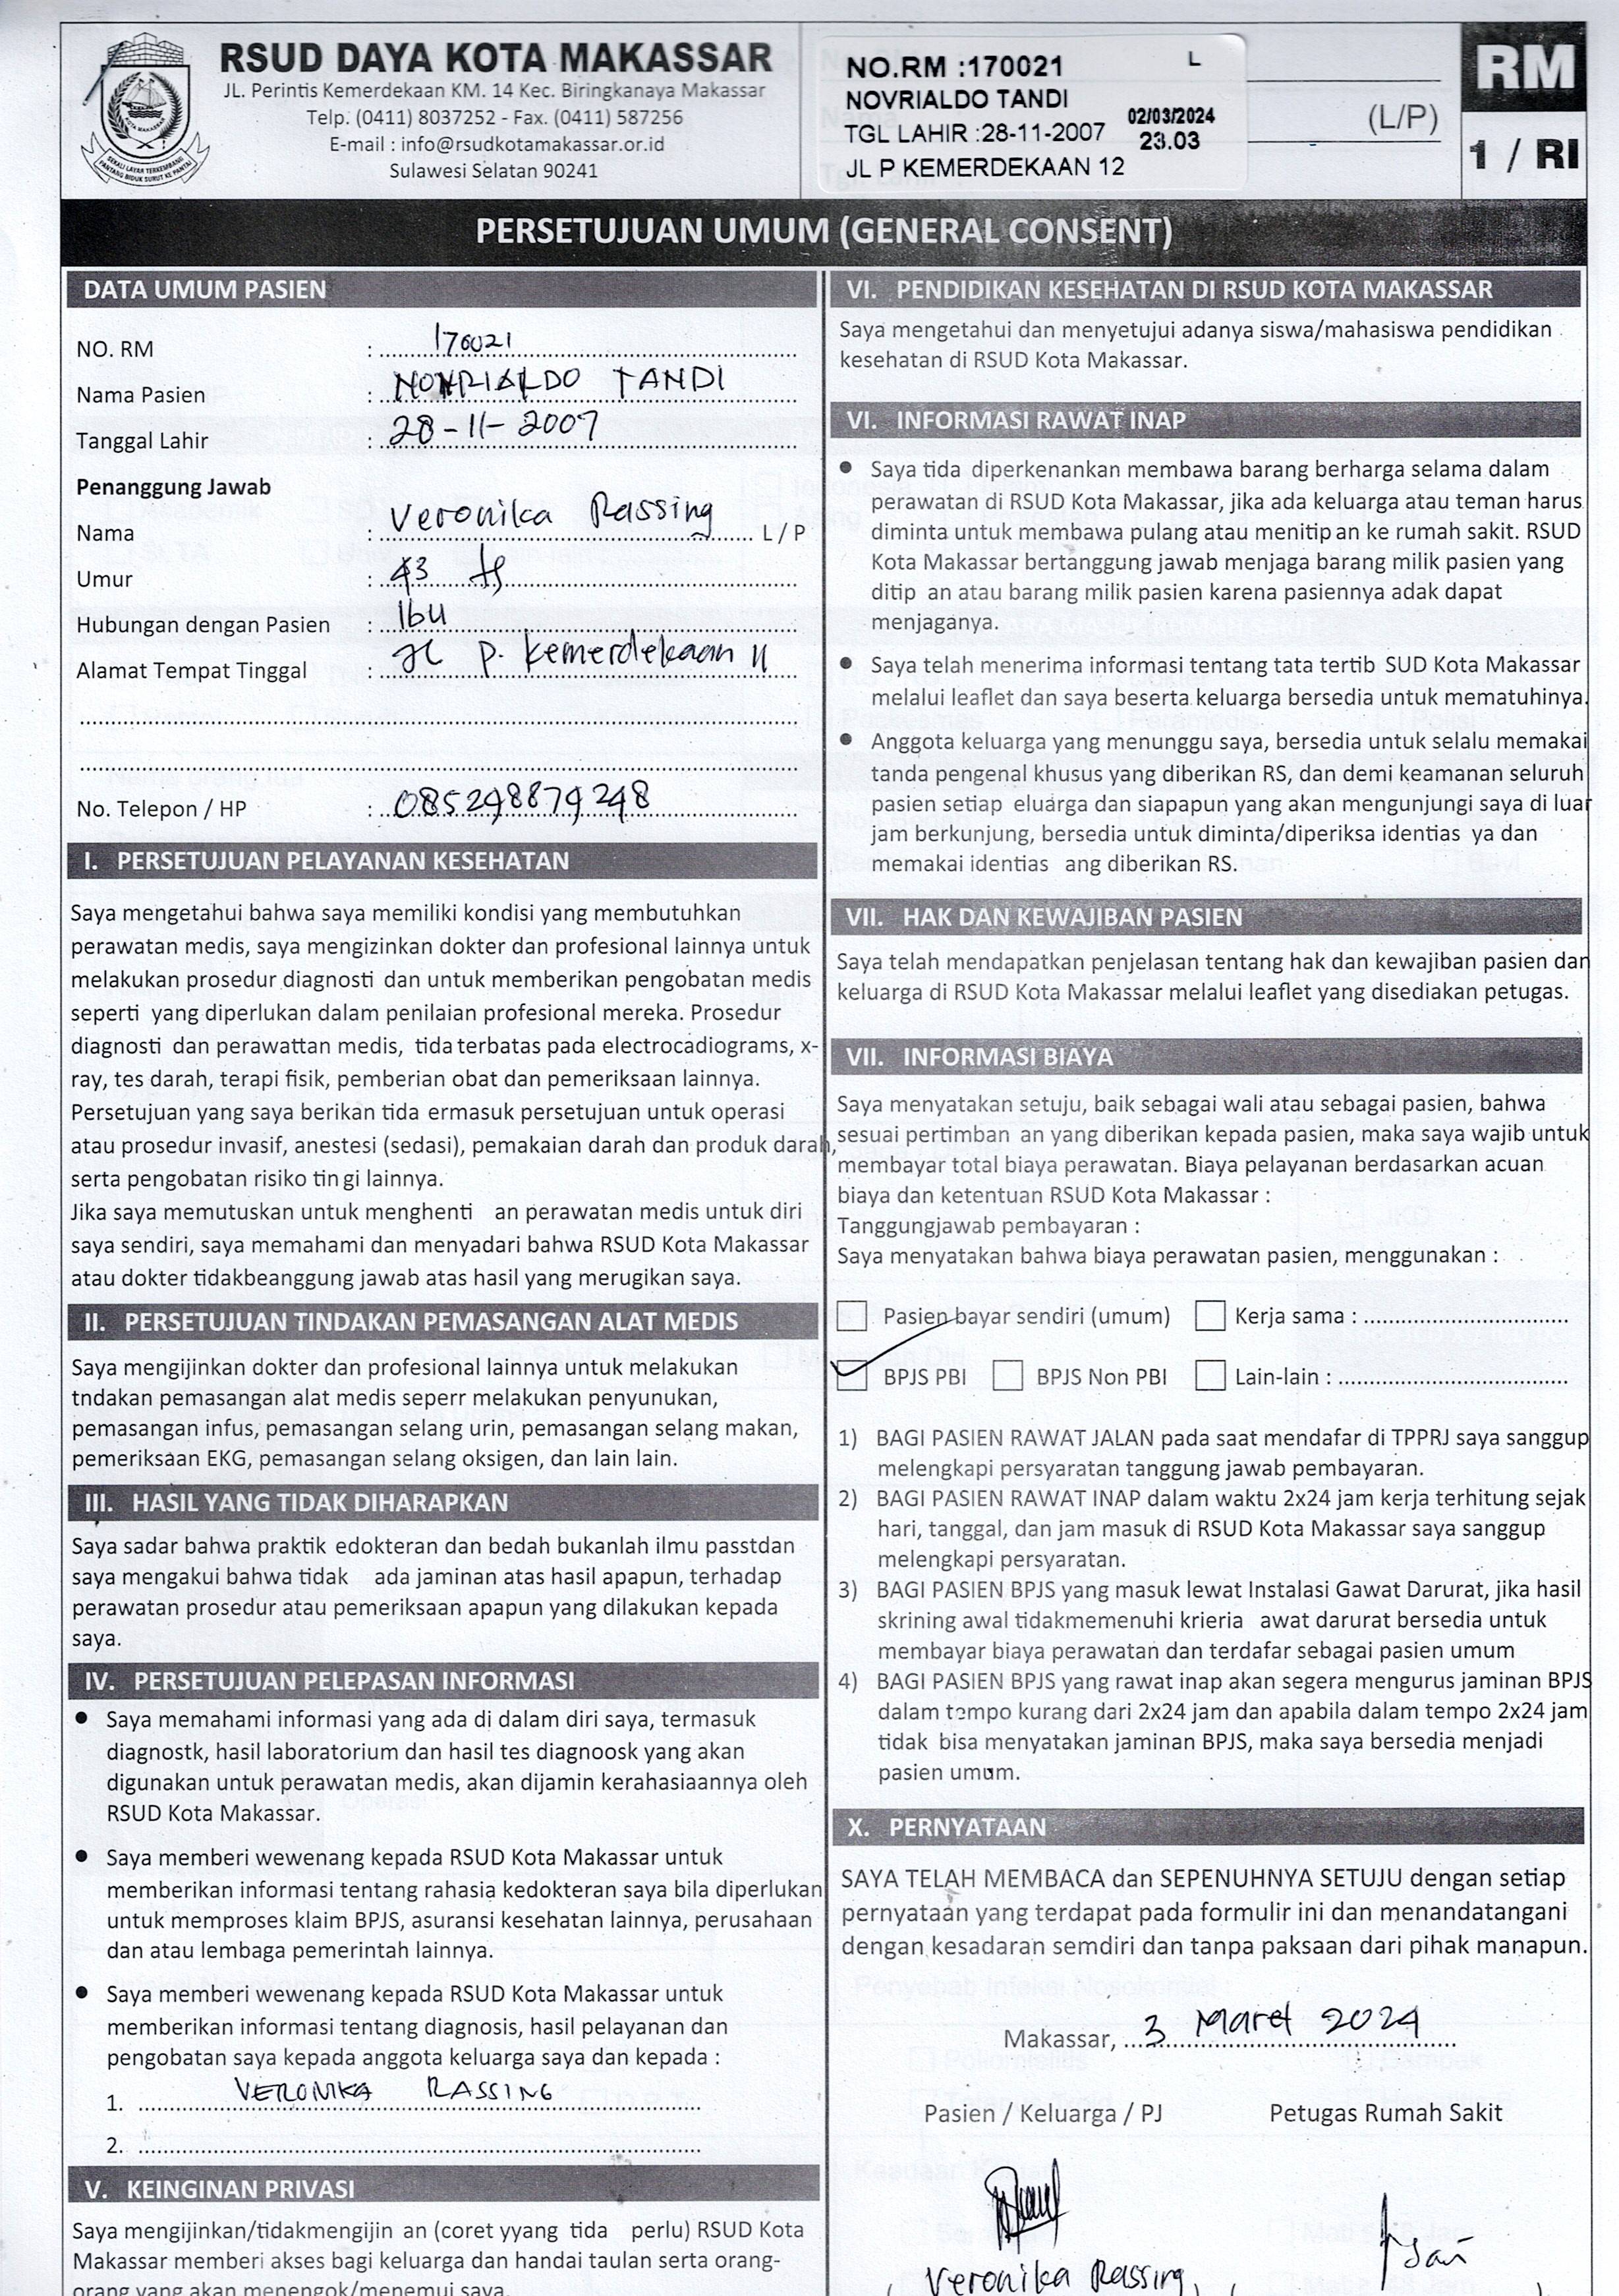 RSUD DAYA KOTA MAKASSAR
JL. Perintis Kemerdekaan KM. 14 Kec. Biringkanaya Makassar
Telp. (0411) 8037252 - Fax. (0411) 587256
E-mail : info@rsudkotamakassar.or.id
Sulawesi Selatan 90241
KOTA MAKASSAR
SEKALI LAYAR TERKEMBANG
PANTANG BIDUK SURUT KE PANTAI
NO.RM :170021 L
NOVRIALDO TANDI
TGL LAHIR :28-11-2007
02/03/2024
23.03
JL P KEMERDEKAAN 12
(L/P)
RM
1 / RI
PERSETUJUAN UMUM (GENERAL CONSENT)
DATA UMUM PASIEN
NO. RM : 170021
Nama Pasien : NOVRIALDO TANDI
Tanggal Lahir : 28-11-2007
Penanggung Jawab
Nama : Veronika Rassing L / P
Umur : 43
Hubungan dengan Pasien : Ibu
Alamat Tempat Tinggal : Jl P. Kemerdekaan 11
No. Telepon / HP : 085298879248
I. PERSETUJUAN PELAYANAN KESEHATAN
Saya mengetahui bahwa saya memiliki kondisi yang membutuhkan
perawatan medis, saya mengizinkan dokter dan profesional lainnya untuk
melakukan prosedur diagnosti dan untuk memberikan pengobatan medis
seperti yang diperlukan dalam penilaian profesional mereka. Prosedur
diagnosti dan perawattan medis, tida terbatas pada electrocadiograms, x-
ray, tes darah, terapi fisik, pemberian obat dan pemeriksaan lainnya.
Persetujuan yang saya berikan tida ermasuk persetujuan untuk operasi
atau prosedur invasif, anestesi (sedasi), pemakaian darah dan produk darah,
serta pengobatan risiko tin gi lainnya.
Jika saya memutuskan untuk menghenti an perawatan medis untuk diri
saya sendiri, saya memahami dan menyadari bahwa RSUD Kota Makassar
atau dokter tidakbeanggung jawab atas hasil yang merugikan saya.
II. PERSETUJUAN TINDAKAN PEMASANGAN ALAT MEDIS
Saya mengijinkan dokter dan profesional lainnya untuk melakukan
tndakan pemasangan alat medis seperr melakukan penyunukan,
pemasangan infus, pemasangan selang urin, pemasangan selang makan,
pemeriksaan EKG, pemasangan selang oksigen, dan lain lain.
III. HASIL YANG TIDAK DIHARAPKAN
Saya sadar bahwa praktik edokteran dan bedah bukanlah ilmu passtdan
saya mengakui bahwa tidak ada jaminan atas hasil apapun, terhadap
perawatan prosedur atau pemeriksaan apapun yang dilakukan kepada
saya.
IV. PERSETUJUAN PELEPASAN INFORMASI
● Saya memahami informasi yang ada di dalam diri saya, termasuk
diagnostk, hasil laboratorium dan hasil tes diagnoosk yang akan
digunakan untuk perawatan medis, akan dijamin kerahasiaannya oleh
RSUD Kota Makassar.
● Saya memberi wewenang kepada RSUD Kota Makassar untuk
memberikan informasi tentang rahasia kedokteran saya bila diperlukan
untuk memproses klaim BPJS, asuransi kesehatan lainnya, perusahaan
dan atau lembaga pemerintah lainnya.
● Saya memberi wewenang kepada RSUD Kota Makassar untuk
memberikan informasi tentang diagnosis, hasil pelayanan dan
pengobatan saya kepada anggota keluarga saya dan kepada :
1. VERONIKA RASSING
2.
V. KEINGINAN PRIVASI
Saya mengijinkan/tidakmengijin an (coret yyang tida perlu) RSUD Kota
Makassar memberi akses bagi keluarga dan handai taulan serta orang-
orang yang akan menengok/menemui saya.
VI. PENDIDIKAN KESEHATAN DI RSUD KOTA MAKASSAR
Saya mengetahui dan menyetujui adanya siswa/mahasiswa pendidikan
kesehatan di RSUD Kota Makassar.
VI. INFORMASI RAWAT INAP
● Saya tida diperkenankan membawa barang berharga selama dalam
perawatan di RSUD Kota Makassar, jika ada keluarga atau teman harus
diminta untuk membawa pulang atau menitip an ke rumah sakit. RSUD
Kota Makassar bertanggung jawab menjaga barang milik pasien yang
ditip an atau barang milik pasien karena pasiennya adak dapat
menjaganya.
● Saya telah menerima informasi tentang tata tertib SUD Kota Makassar
melalui leaflet dan saya beserta keluarga bersedia untuk mematuhinya.
● Anggota keluarga yang menunggu saya, bersedia untuk selalu memakai
tanda pengenal khusus yang diberikan RS, dan demi keamanan seluruh
pasien setiap eluarga dan siapapun yang akan mengunjungi saya di luar
jam berkunjung, bersedia untuk diminta/diperiksa identias ya dan
memakai identias ang diberikan RS.
VII. HAK DAN KEWAJIBAN PASIEN
Saya telah mendapatkan penjelasan tentang hak dan kewajiban pasien dan
keluarga di RSUD Kota Makassar melalui leaflet yang disediakan petugas.
VII. INFORMASI BIAYA
Saya menyatakan setuju, baik sebagai wali atau sebagai pasien, bahwa
sesuai pertimban an yang diberikan kepada pasien, maka saya wajib untuk
membayar total biaya perawatan. Biaya pelayanan berdasarkan acuan
biaya dan ketentuan RSUD Kota Makassar :
Tanggungjawab pembayaran :
Saya menyatakan bahwa biaya perawatan pasien, menggunakan :
Pasien bayar sendiri (umum) Kerja sama :
BPJS PBI BPJS Non PBI Lain-lain :
1) BAGI PASIEN RAWAT JALAN pada saat mendafar di TPPRJ saya sanggup
melengkapi persyaratan tanggung jawab pembayaran.
2) BAGI PASIEN RAWAT INAP dalam waktu 2x24 jam kerja terhitung sejak
hari, tanggal, dan jam masuk di RSUD Kota Makassar saya sanggup
melengkapi persyaratan.
3) BAGI PASIEN BPJS yang masuk lewat Instalasi Gawat Darurat, jika hasil
skrining awal tidakmemenuhi krieria awat darurat bersedia untuk
membayar biaya perawatan dan terdafar sebagai pasien umum
4) BAGI PASIEN BPJS yang rawat inap akan segera mengurus jaminan BPJS
dalam tempo kurang dari 2x24 jam dan apabila dalam tempo 2x24 jam
tidak bisa menyatakan jaminan BPJS, maka saya bersedia menjadi
pasien umum.
X. PERNYATAAN
SAYA TELAH MEMBACA dan SEPENUHNYA SETUJU dengan setiap
pernyataan yang terdapat pada formulir ini dan menandatangani
dengan kesadaran semdiri dan tanpa paksaan dari pihak manapun.
Makassar, 3 Maret 2024
Pasien / Keluarga / PJ Petugas Rumah Sakit
Veronika Rassing